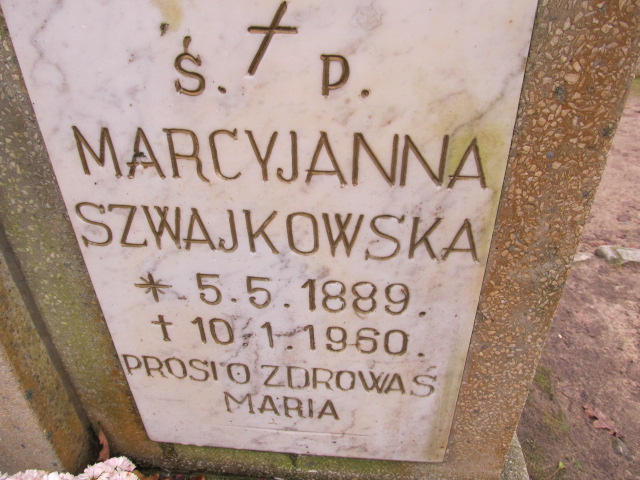 Ś. P.
MARCYJANNA
SZWAJKOWSKA
* 5.5.1889.
† 10.1.1960.
PROSI O ZDROWAŚ
MARIA